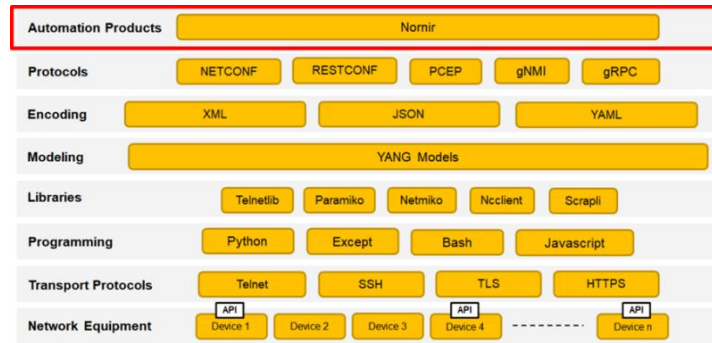 Automation Products Nornir
Protocols NETCONF RESTCONF PCEP gNMI gRPC
Encoding XML JSON YAML
Modeling YANG Models
Libraries Telnetlib Paramiko Netmiko Ncclient Scrapli
Programming Python Except Bash Javascript
Transport Protocols Telnet SSH TLS HTTPS
API API API
Network Equipment Device 1 Device 2 Device 3 Device 4 Device n